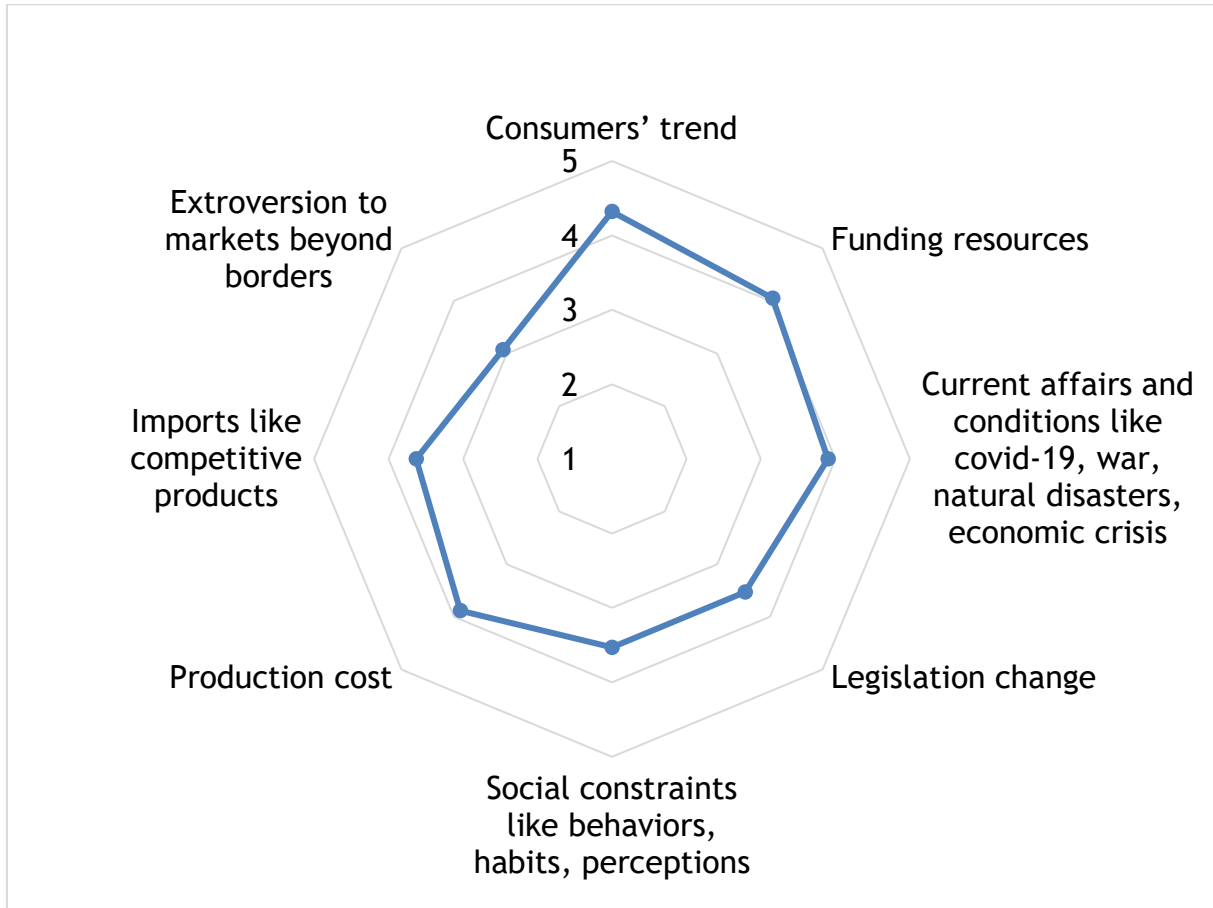 Consumers’ trend
5
4
3
2
1
Funding resources
Current affairs and
conditions like
covid-19, war,
natural disasters,
economic crisis
Legislation change
Social constraints
like behaviors,
habits, perceptions
Production cost
Imports like
competitive
products
Extroversion to
markets beyond
borders